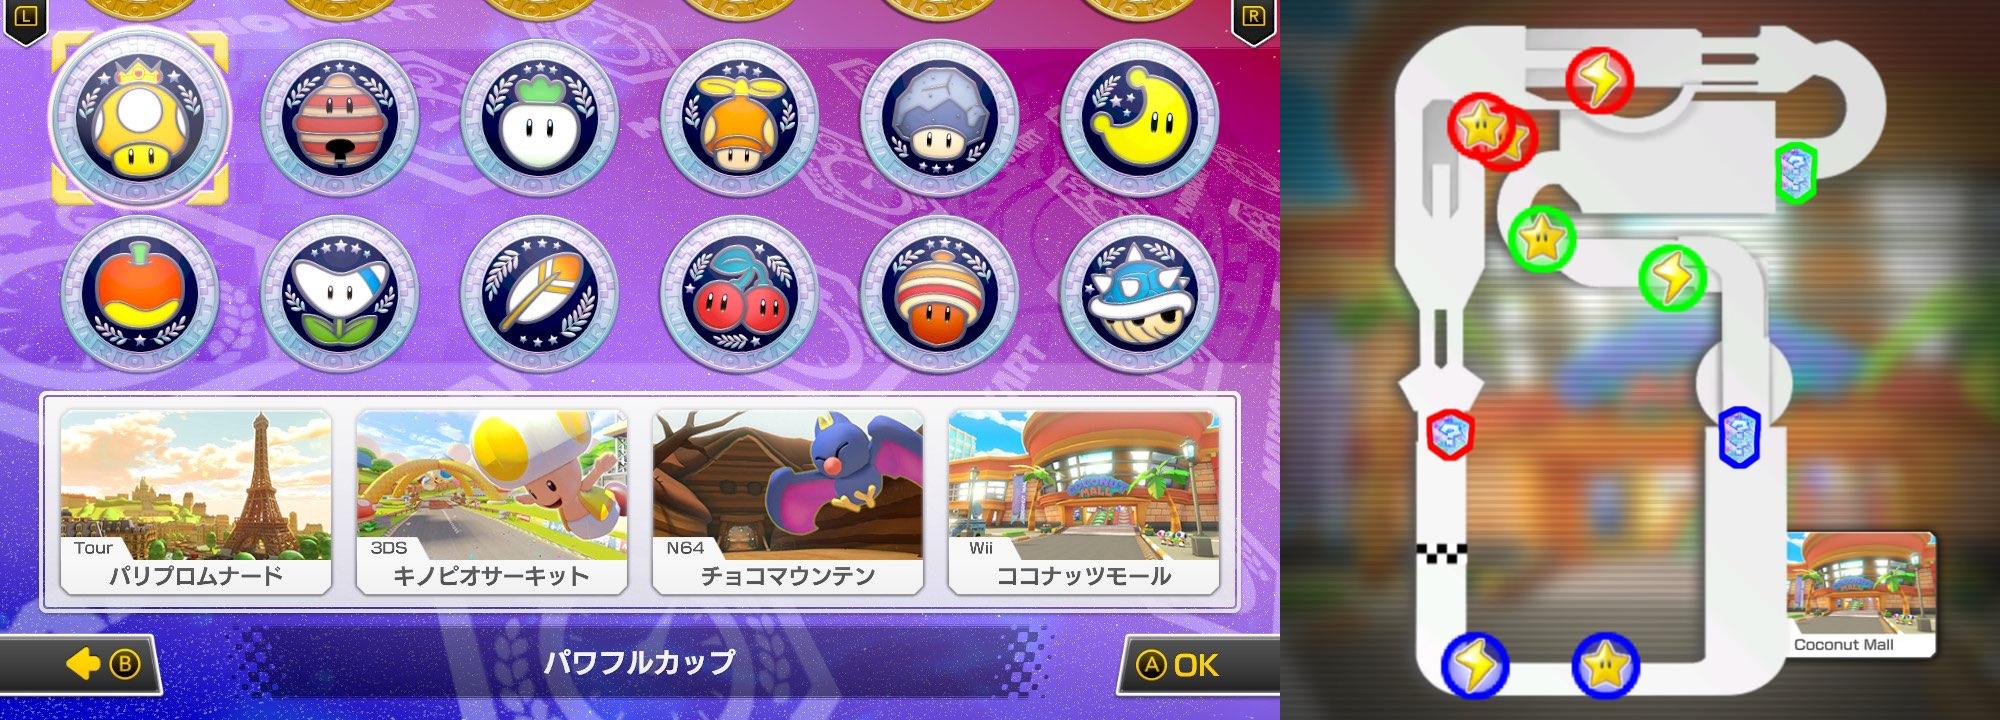 L
R
Tour
パリプロムナード
3DS
キノピオサーキット
N64
チョコマウンテン
COCONUT
MALL
Wii
ココナッツモール
B
パワフルカップ
A OK
Coconut Mall